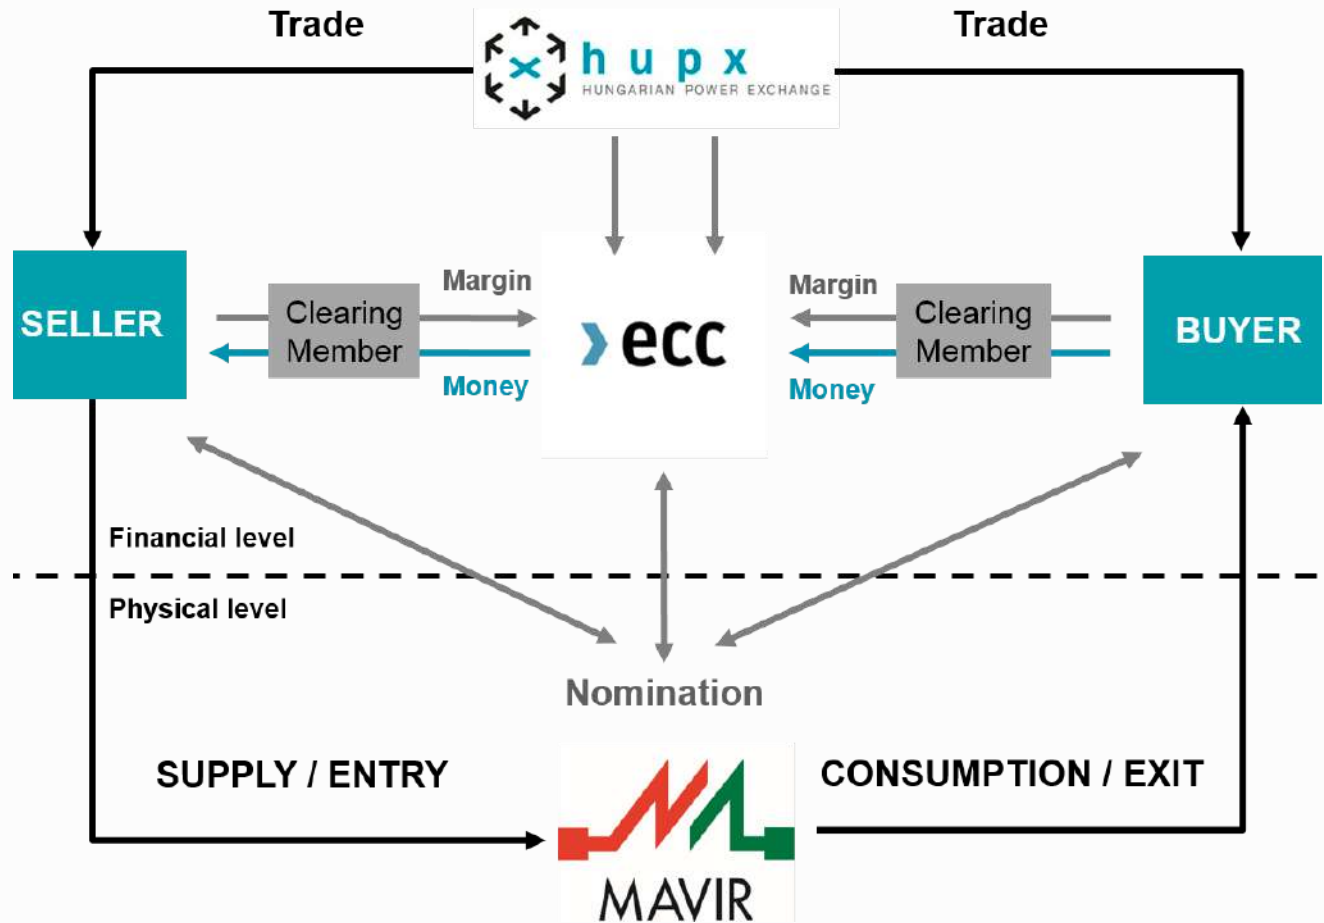 Trade
Trade
hupx
HUNGARIAN POWER EXCHANGE
SELLER
Clearing
Member
Margin
Money
ecc
Margin
Money
Clearing
Member
BUYER
Financial level
Physical level
Nomination
SUPPLY / ENTRY
CONSUMPTION / EXIT
MAVIR